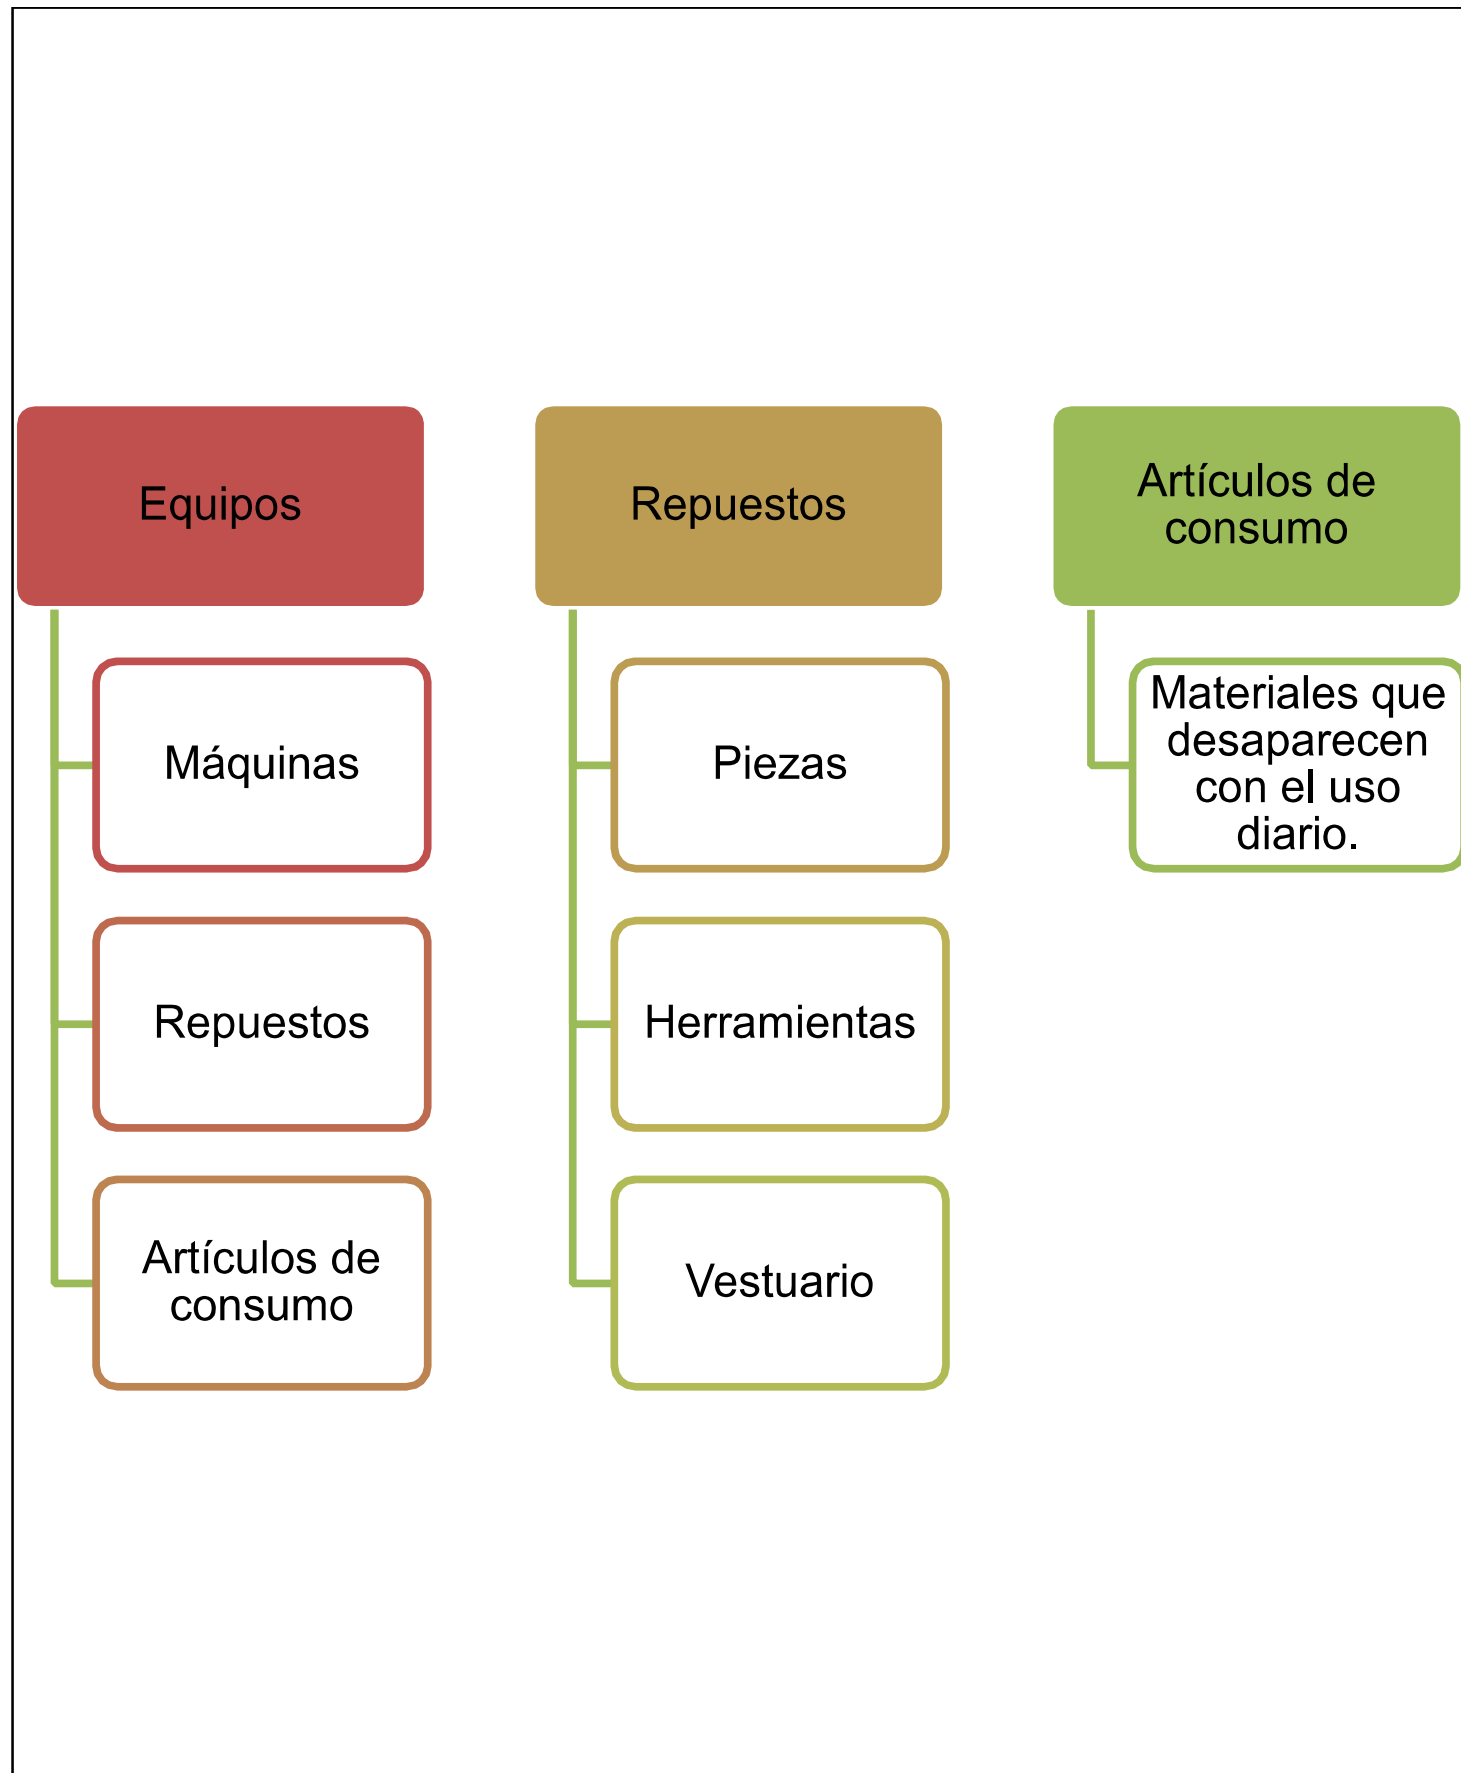 Equipos
Máquinas
Repuestos
Artículos de
consumo
Repuestos
Piezas
Herramientas
Vestuario
Artículos de
consumo
Materiales que
desaparecen
con el uso
diario.